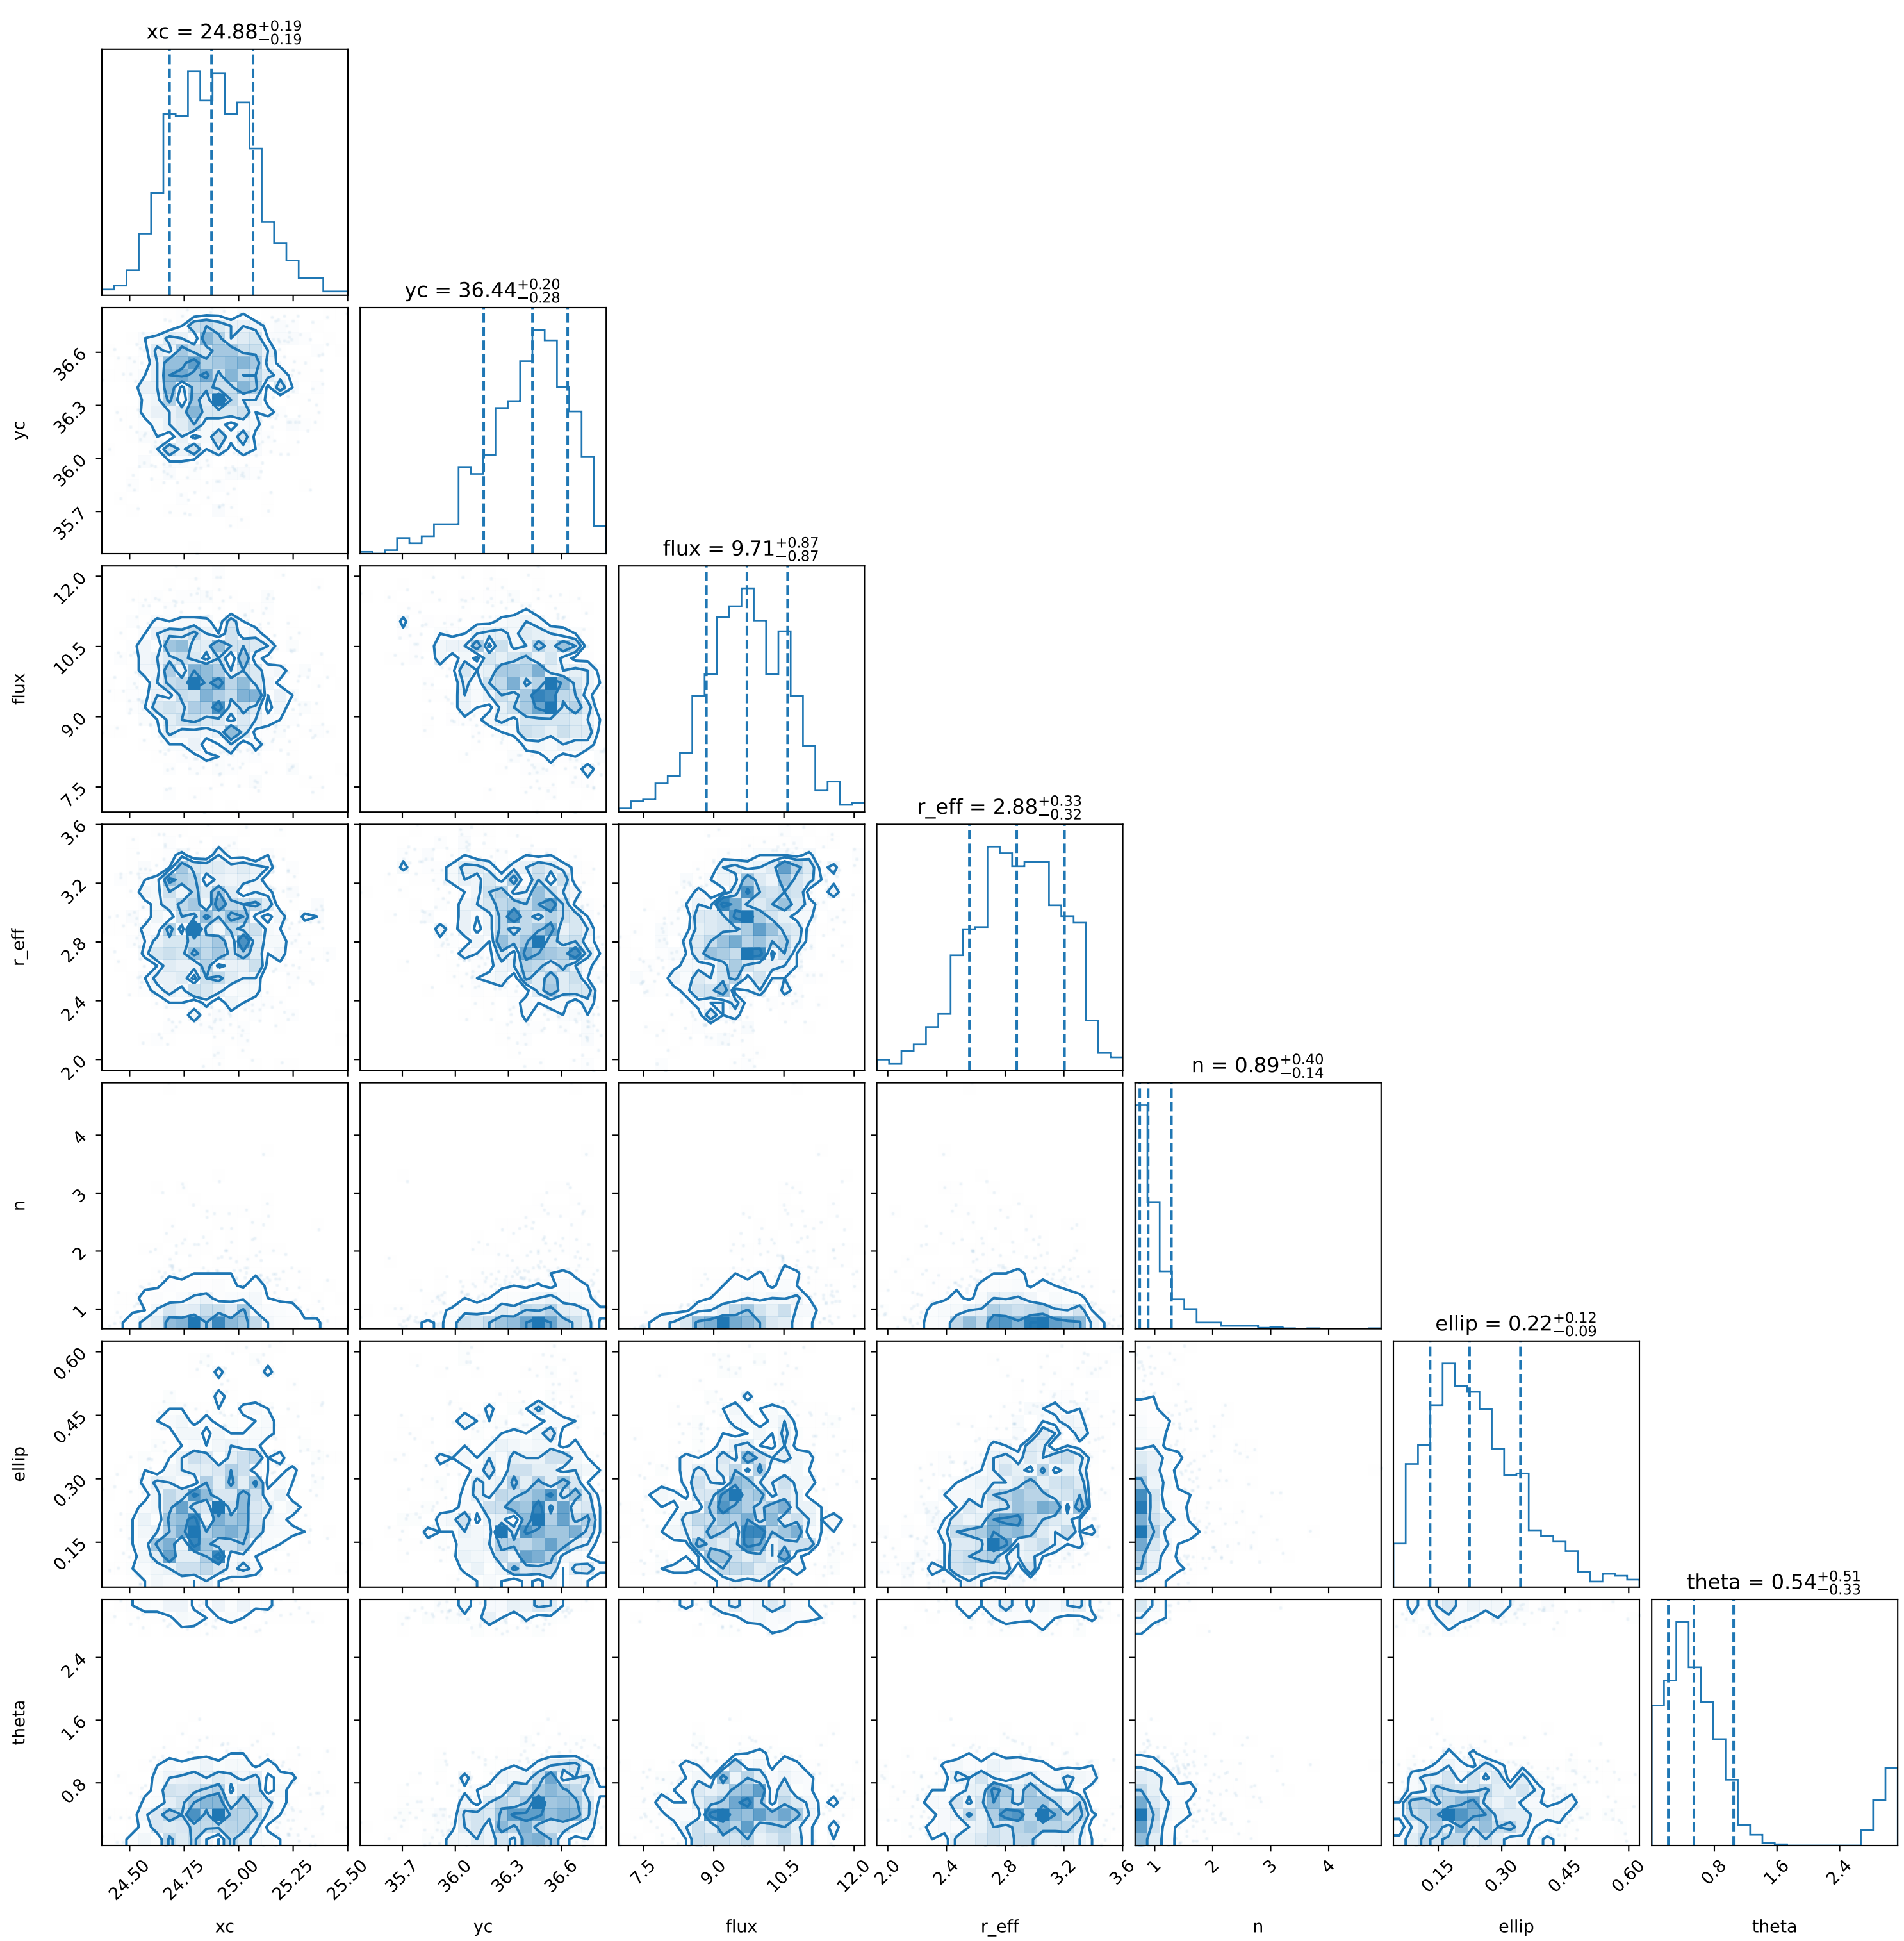 xc = 24.88+0.19−0.19
yc = 36.44+0.20−0.28
36.6
36.3
36.0
35.7
yc
flux = 9.71+0.87−0.87
12.0
10.5
9.0
7.5
flux
r_eff = 2.88+0.33−0.32
3.6
3.2
2.8
2.4
2.0
r_eff
n = 0.89+0.40−0.14
4
3
2
1
n
ellip = 0.22+0.12−0.09
0.60
0.45
0.30
0.15
ellip
theta = 0.54+0.51−0.33
2.4
1.6
0.8
theta
24.50 24.75 25.00 25.25 25.50 35.7 36.0 36.3 36.6 7.5 9.0 10.5 12.0 2.0 2.4 2.8 3.2 3.6 1 2 3 4 0.15 0.30 0.45 0.60 0.8 1.6 2.4
xc yc flux r_eff n ellip theta